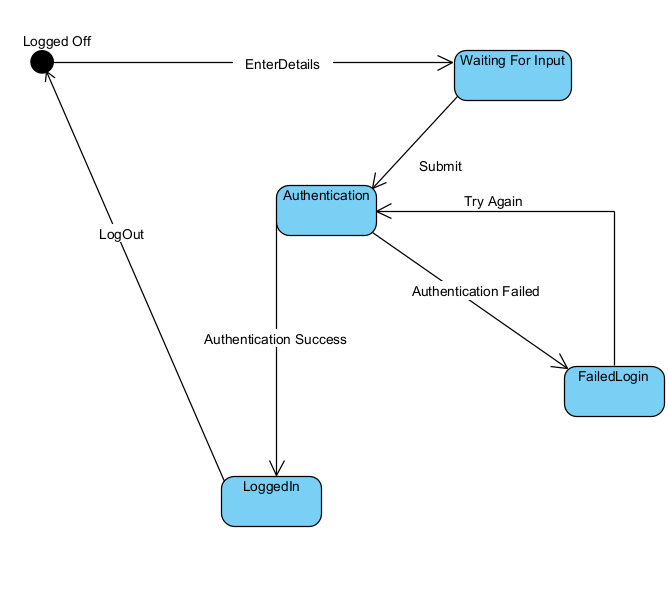 Logged Off
EnterDetails
Waiting For Input
Submit
Authentication
Try Again
LogOut
Authentication Failed
Authentication Success
FailedLogin
LoggedIn